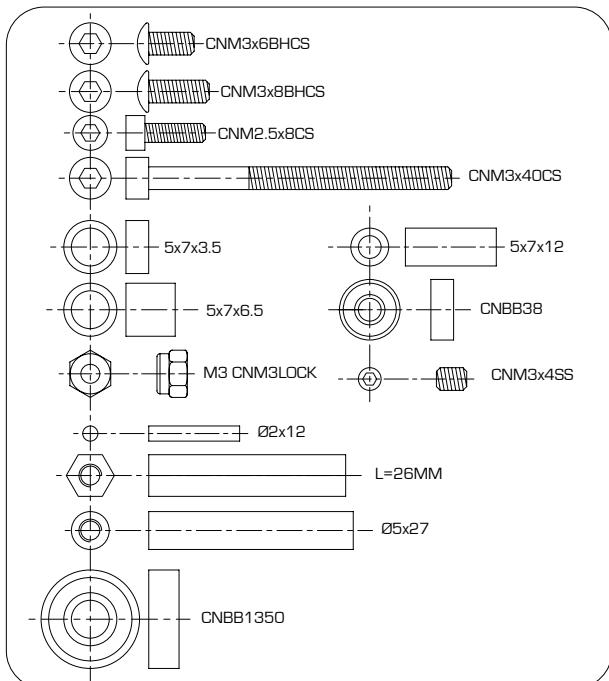 CNM3x6BHCS
CNM3x8BHCS
CNM2.5x8CS
CNM3x40CS
5x7x3.5
5x7x12
5x7x6.5
CNBB38
M3 CNM3LOCK
CNM3x4SS
Ø2x12
L=26MM
Ø5x27
CNBB1350